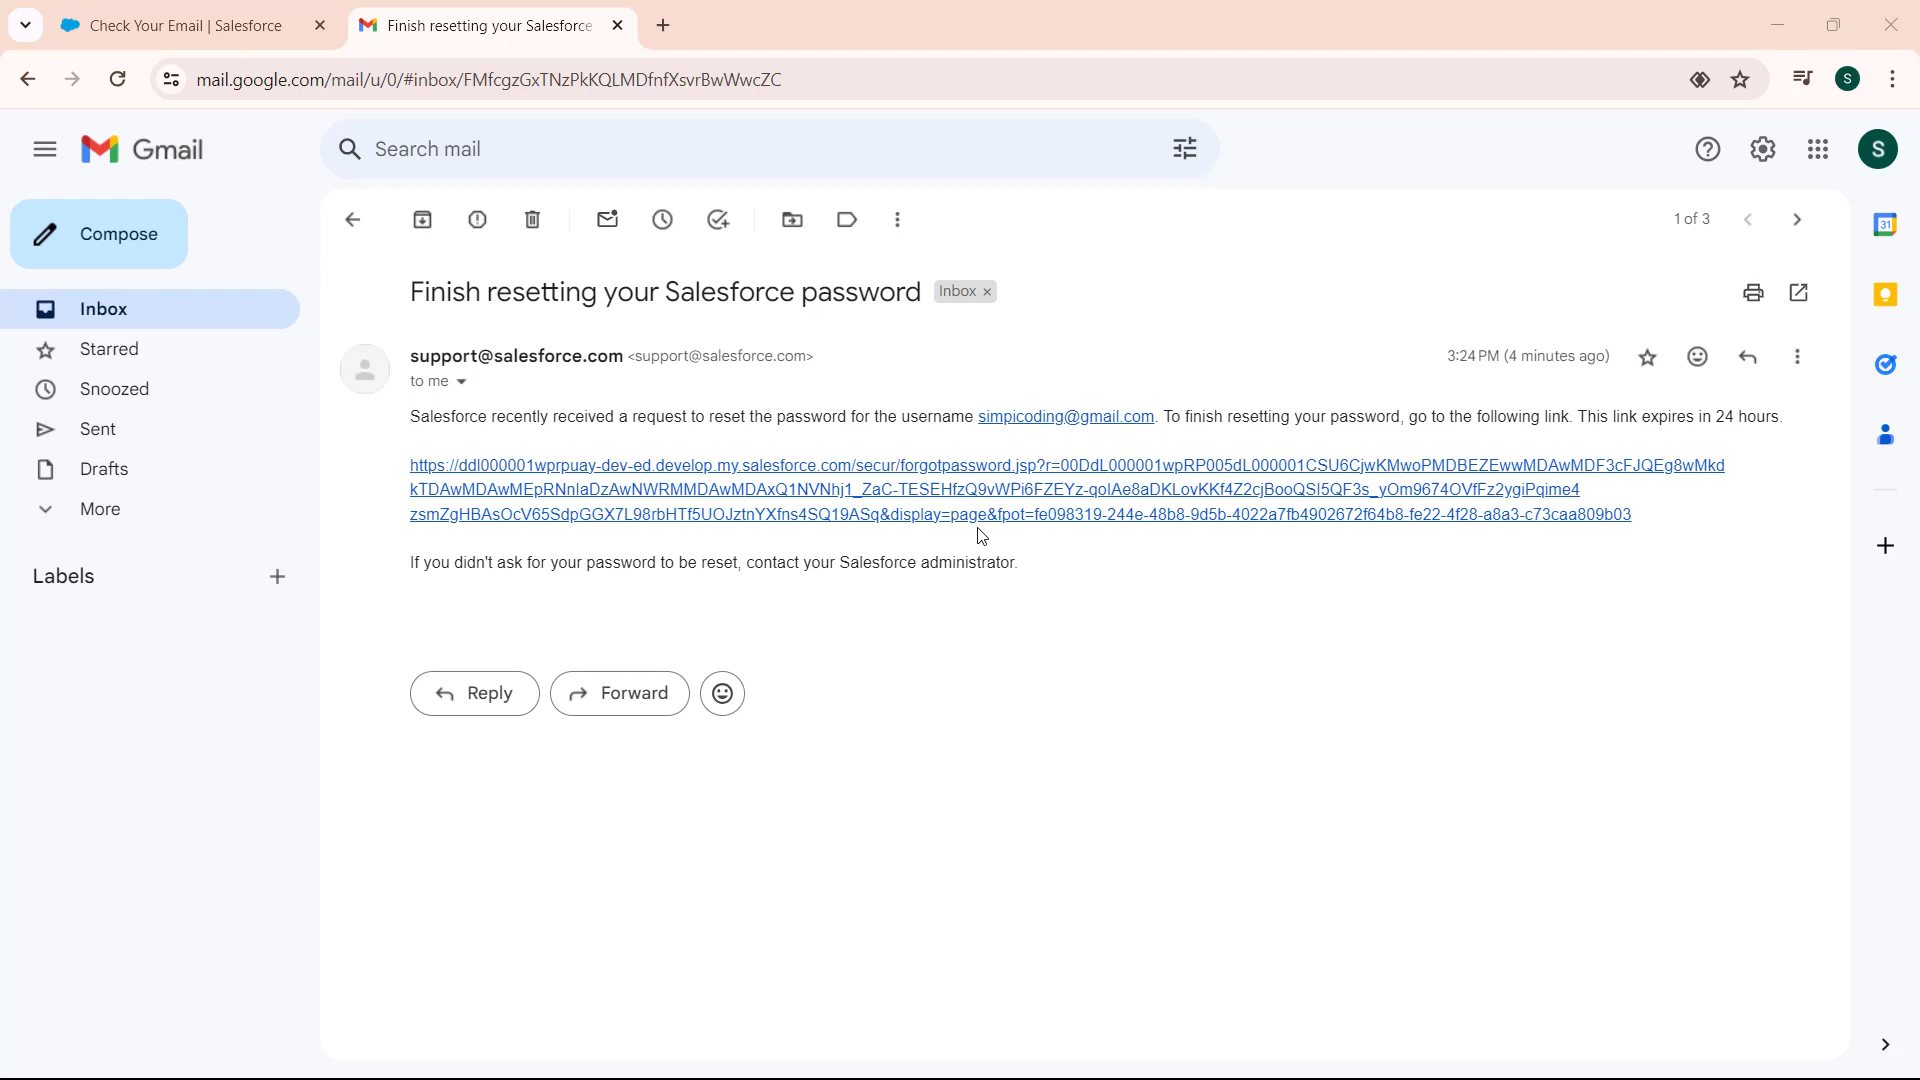 Check Your Email | Salesforce
Finish resetting your Salesforce
mail.google.com/mail/u/0/#inbox/FMfcgzGxTNzPkKQLMDfnfXsvrBwWwcZC
S
Gmail
Search mail
S
Compose
1 of 3
31
Inbox
Starred
Snoozed
Sent
Drafts
More
Labels
Finish resetting your Salesforce password
Inbox ×
support@salesforce.com <support@salesforce.com>
3:24 PM (4 minutes ago)
to me
Salesforce recently received a request to reset the password for the username simpicoding@gmail.com. To finish resetting your password, go to the following link. This link expires in 24 hours.
https://ddl000001wprpuay-dev-ed.develop.my.salesforce.com/secur/forgotpassword.jsp?r=00DdL000001wpRP005dL000001CSU6CjwKMwoPMDBEZEwwMDAwMDF3cFJQEg8wMkd
kTDAwMDAwMEpRNnlaDzAwNWRMMDAwMDAxQ1NVNhj1_ZaC-TESEHfzQ9vWPi6FZEYz-qolAe8aDKLovKKf4Z2cjBooQSI5QF3s_yOm9674OVfFz2ygiPqime4
zsmZgHBAsOcV65SdpGGX7L98rbHTf5UOJztnYXfns4SQ19ASq&display=page&fpot=fe098319-244e-48b8-9d5b-4022a7fb4902672f64b8-fe22-4f28-a8a3-c73caa809b03
If you didn't ask for your password to be reset, contact your Salesforce administrator.
Reply
Forward